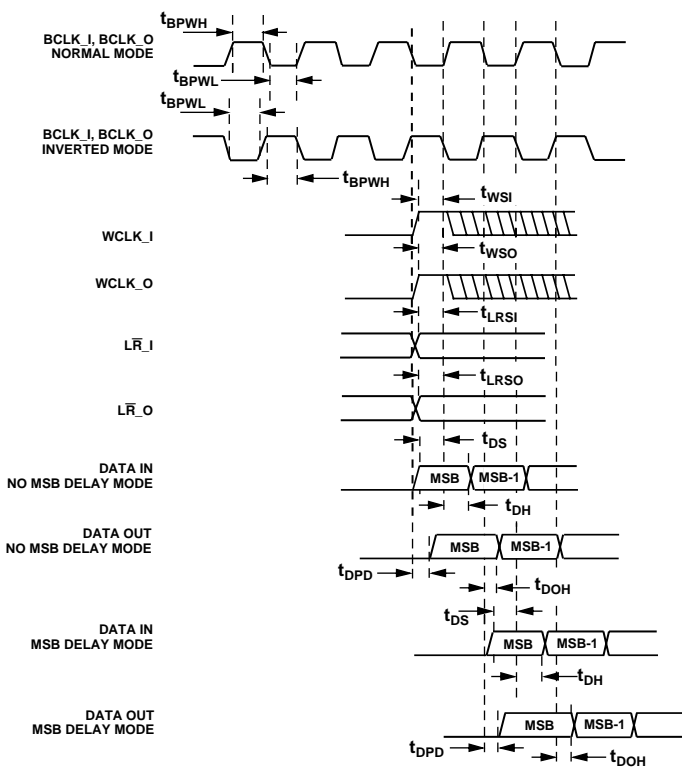 tBPWH
BCLK_I, BCLK_O
NORMAL MODE
tBPWL
tBPWL
BCLK_I, BCLK_O
INVERTED MODE
tBPWH
tWSI
WCLK_I
tWSO
WCLK_O
tLRSI
LR̅_I
tLRSO
LR̅_O
tDS
DATA IN
NO MSB DELAY MODE
MSB MSB-1
tDH
DATA OUT
NO MSB DELAY MODE
MSB MSB-1
tDPD
tDOH
tDS
DATA IN
MSB DELAY MODE
MSB MSB-1
tDH
DATA OUT
MSB DELAY MODE
MSB MSB-1
tDPD
tDOH